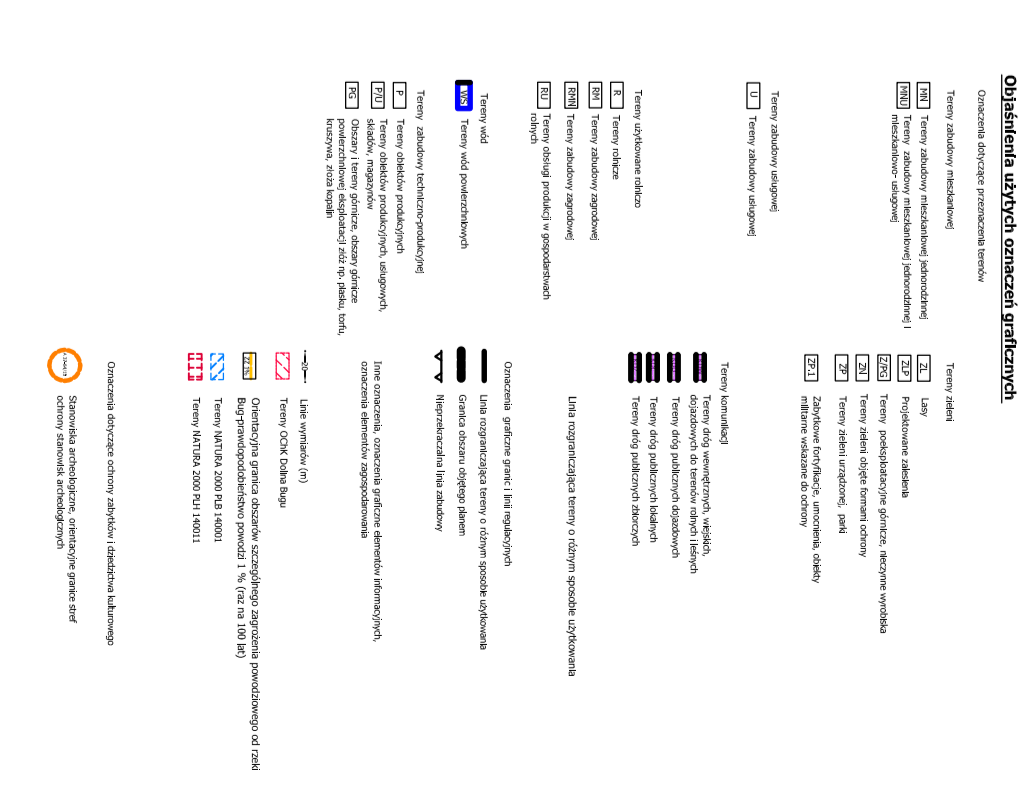 Objaśnienia użytych oznaczeń graficznych
Oznaczenia dotyczące przeznaczenia terenów
Tereny zabudowy mieszkaniowej
MN Tereny zabudowy mieszkaniowej jednorodzinnej
MNU Tereny zabudowy mieszkaniowej jednorodzinnej i
mieszkaniowo- usługowej
Tereny zabudowy usługowej
U Tereny zabudowy usługowej
Tereny użytkowane rolniczo
R Tereny rolnicze
RM Tereny zabudowy zagrodowej
RMN Tereny zabudowy zagrodowej
RU Tereny obsługi produkcji w gospodarstwach
rolnych
Tereny wód
WS Tereny wód powierzchniowych
Tereny zabudowy techniczno-produkcyjnej
P Tereny obiektów produkcyjnych
P/U Tereny obiektów produkcyjnych, usługowych,
składów, magazynów
PG Obszary i tereny górnicze, obszary górnicze
powierzchniowej eksploatacji złóż np. piasku, torfu,
kruszywa, złoża kopalin
Tereny zieleni
ZL Lasy
ZLP Projektowane zalesienia
Z/PG Tereny poeksploatacyjne górnicze, nieczynne wyrobiska
ZN Tereny zieleni objęte formami ochrony
ZP Tereny zieleni urządzonej, parki
ZP.1 Zabytkowe fortyfikacje, umocnienia, obiekty
militarne wskazane do ochrony
Tereny komunikacji
Tereny dróg wewnętrznych, wiejskich,
dojazdowych do terenów rolnych i leśnych
Tereny dróg publicznych dojazdowych
Tereny dróg publicznych lokalnych
Tereny dróg publicznych zbiorczych
Linia rozgraniczająca tereny o różnym sposobie użytkowania
Oznaczenia graficzne granic i linii regulacyjnych
Linia rozgraniczająca tereny o różnym sposobie użytkowania
Granica obszaru objętego planem
Nieprzekraczalna linia zabudowy
Inne oznaczenia, oznaczenia graficzne elementów informacyjnych,
oznaczenia elementów zagospodarowania
20 Linie wymiarów (m)
Tereny OChK Dolina Bugu
ZZ 1% Orientacyjna granica obszarów szczególnego zagrożenia powodziowego od rzeki
Bug-prawdopodobieństwo powodzi 1 % (raz na 100 lat)
Tereny NATURA 2000 PLB 140001
Tereny NATURA 2000 PLH 140011
Oznaczenia dotyczące ochrony zabytków i dziedzictwa kulturowego
Stanowiska archeologiczne, orientacyjne granice stref
ochrony stanowisk archeologicznych